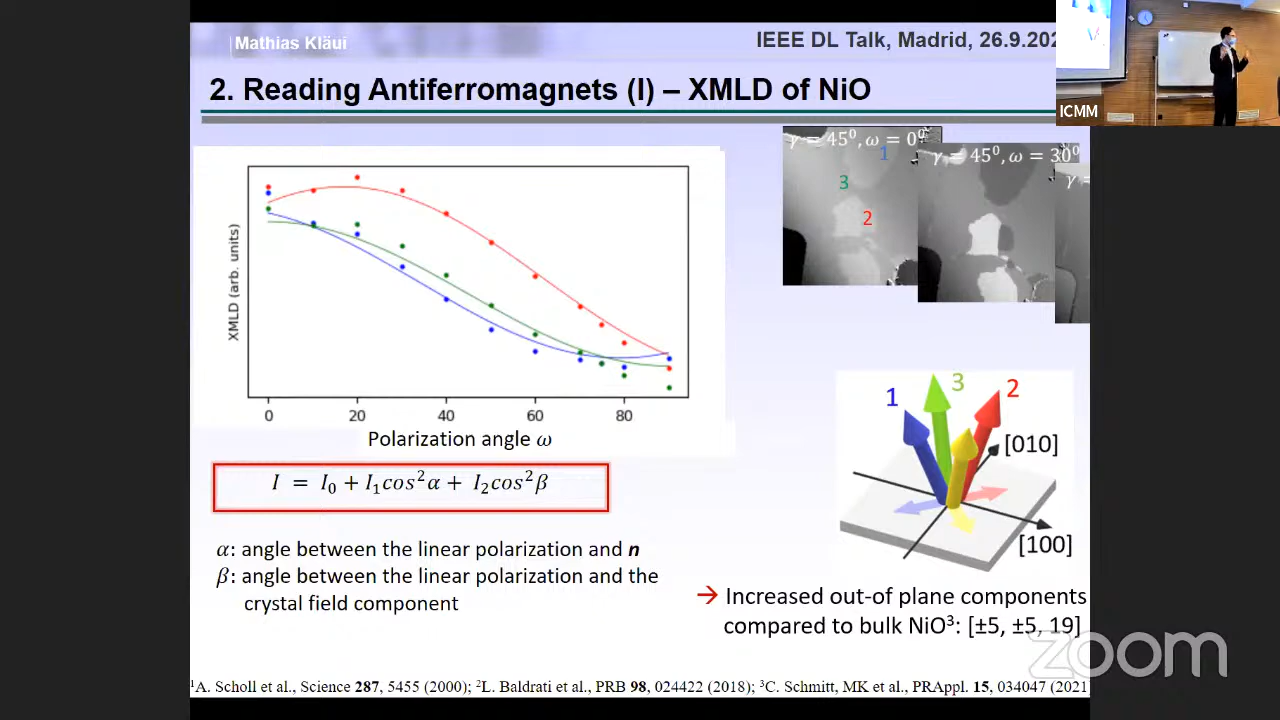 Mathias Kläui
IEEE DL Talk, Madrid, 26.9.202
2. Reading Antiferromagnets (I) – XMLD of NiO
ICMM
γ = 45⁰, ω = 0⁰
1
3
2
γ = 45⁰, ω = 30⁰
γ =
XMLD (arb. units)
0 20 40 60 80
Polarization angle ω
I = I₀ + I₁cos²α + I₂cos²β
α: angle between the linear polarization and n
β: angle between the linear polarization and the
crystal field component
1 3 2
[010]
[100]
→ Increased out-of plane components
compared to bulk NiO³: [±5, ±5, 19]
zoom
¹A. Scholl et al., Science 287, 5455 (2000); ²L. Baldrati et al., PRB 98, 024422 (2018); ³C. Schmitt, MK et al., PRAppl. 15, 034047 (2021